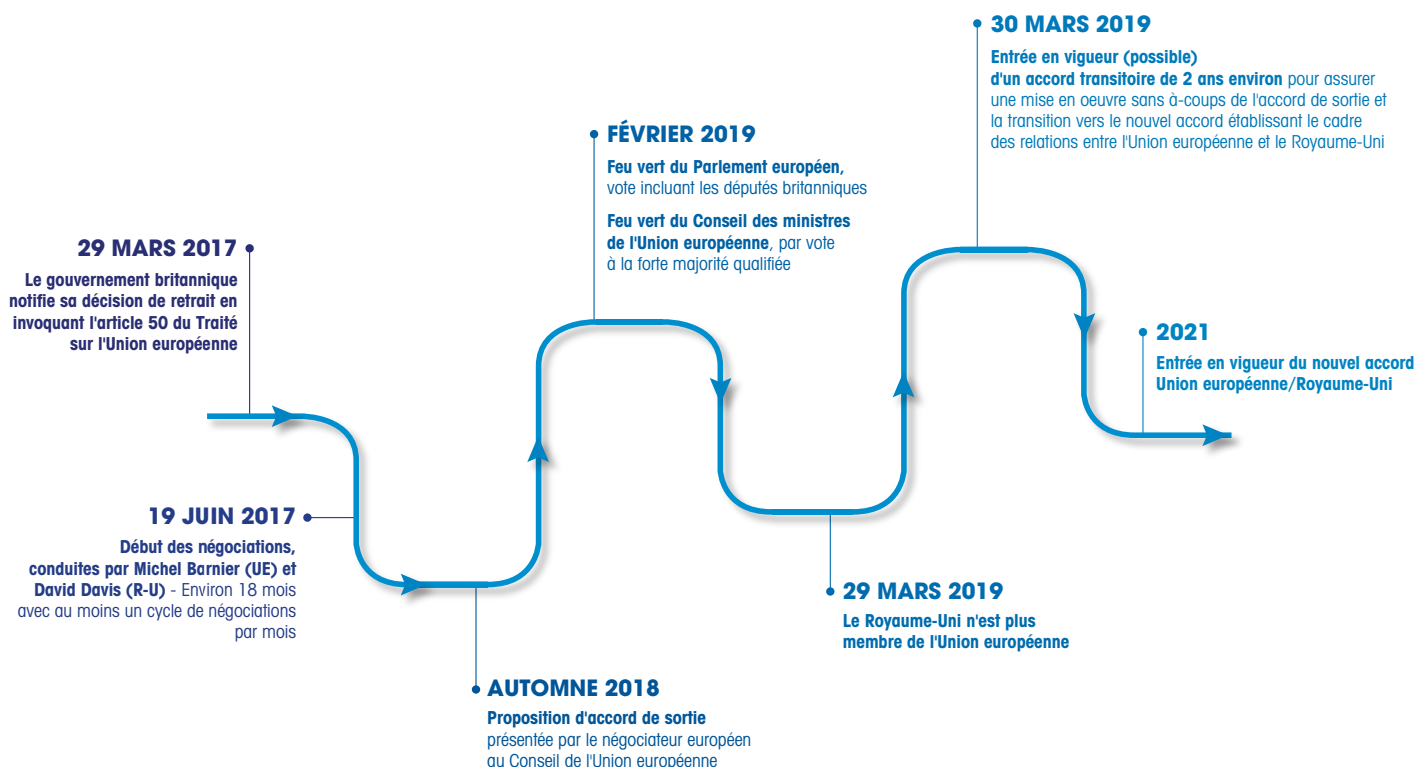 29 MARS 2017
Le gouvernement britannique
notifie sa décision de retrait en
invoquant l'article 50 du Traité
sur l'Union européenne
19 JUIN 2017
Début des négociations,
conduites par Michel Barnier (UE) et
David Davis (R-U) - Environ 18 mois
avec au moins un cycle de négociations
par mois
AUTOMNE 2018
Proposition d'accord de sortie
présentée par le négociateur européen
au Conseil de l'Union européenne
FÉVRIER 2019
Feu vert du Parlement européen,
vote incluant les députés britanniques
Feu vert du Conseil des ministres
de l'Union européenne, par vote
à la forte majorité qualifiée
29 MARS 2019
Le Royaume-Uni n'est plus
membre de l'Union européenne
30 MARS 2019
Entrée en vigueur (possible)
d'un accord transitoire de 2 ans environ pour assurer
une mise en oeuvre sans à-coups de l'accord de sortie et
la transition vers le nouvel accord établissant le cadre
des relations entre l'Union européenne et le Royaume-Uni
2021
Entrée en vigueur du nouvel accord
Union européenne/Royaume-Uni